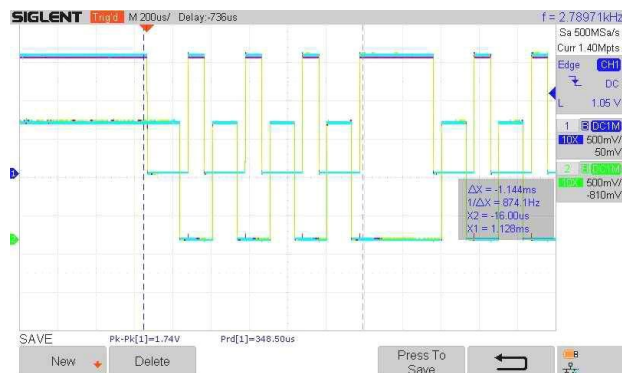 SIGLENT Trig'd M 200us/ Delay:-736us f = 2.78971kHz
Sa 500MSa/s
Curr 1.40Mpts
Edge CH1
DC
L 1.05 V
1 B DC1M
10X 500mV/
50mV
2 B DC1M
10X 500mV/
-810mV
ΔX = -1.144ms
1/ΔX = 874.1Hz
X2 = -16.00us
X1 = 1.128ms
SAVE Pk-Pk[1]=1.74V Prd[1]=348.50us
New Delete Press To Save
B